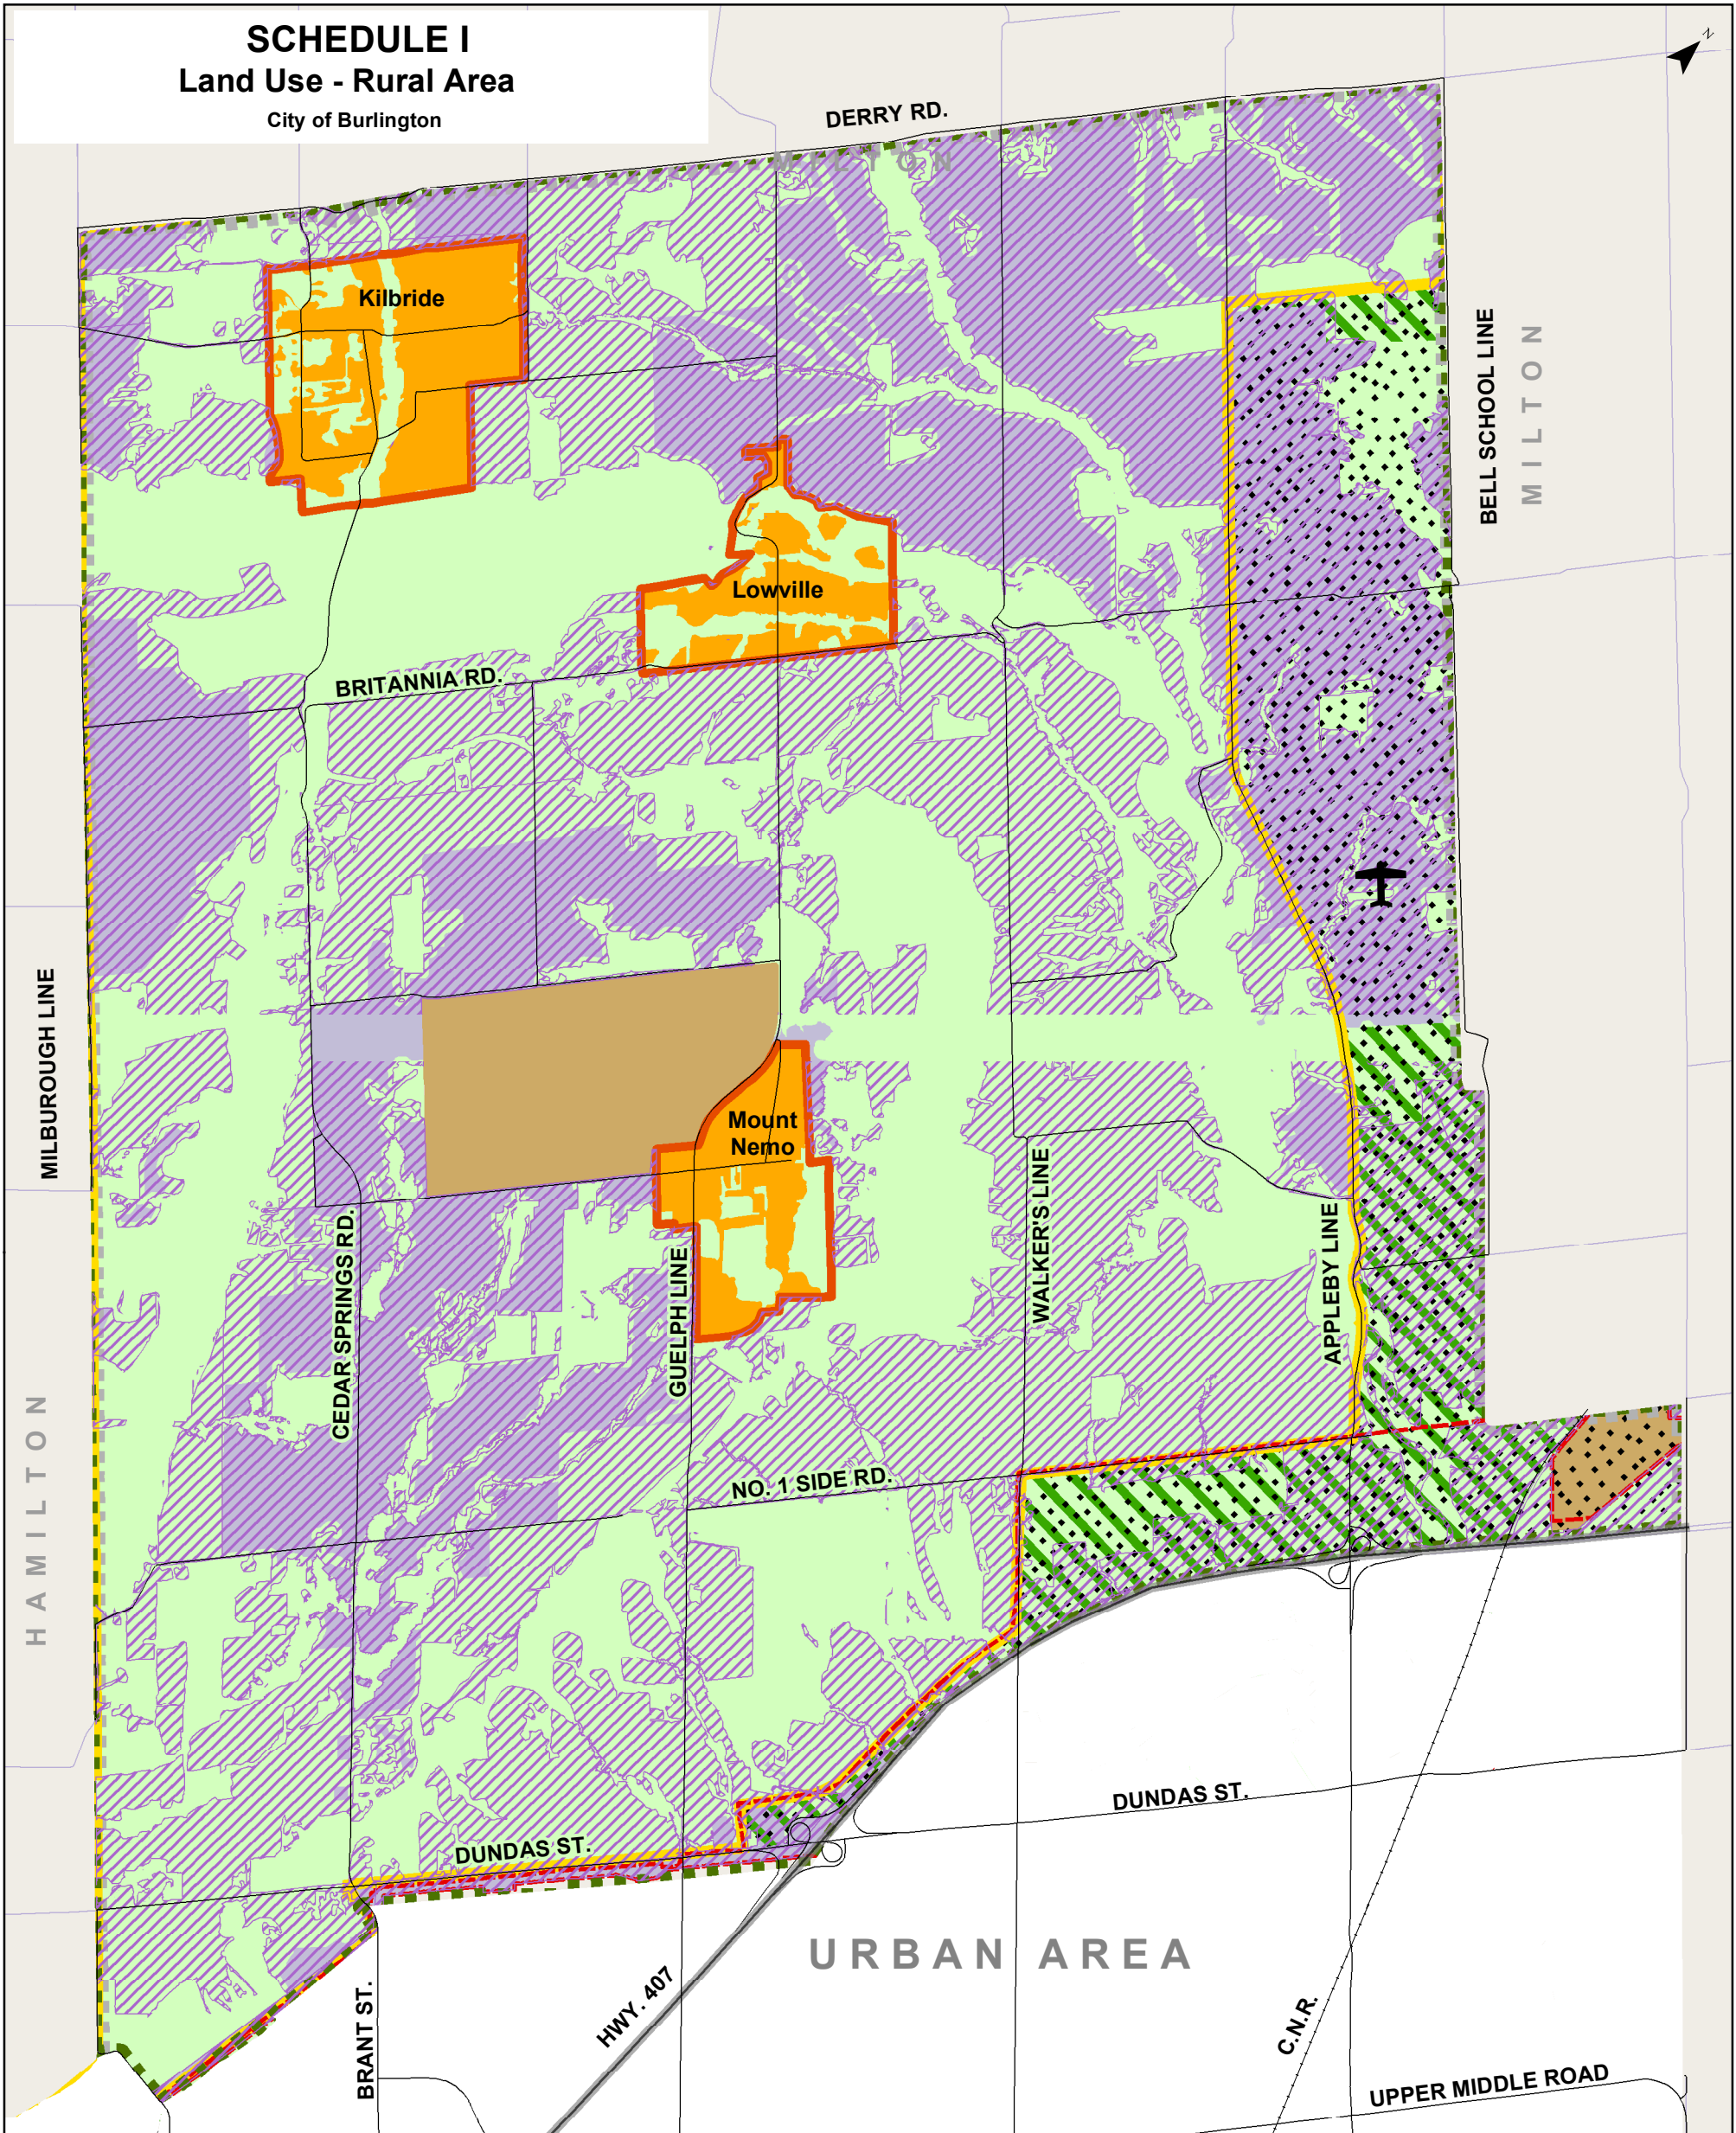 SCHEDULE I
Land Use - Rural Area
City of Burlington
N
DERRY RD.
MILTON
Kilbride
BELL SCHOOL LINE
MILTON
Lowville
BRITANNIA RD.
MILBOROUGH LINE
Mount
Nemo
CEDAR SPRINGS RD.
GUELPH LINE
WALKER'S LINE
APPLEBY LINE
HAMILTON
NO. 1 SIDE RD.
DUNDAS ST.
DUNDAS ST.
URBAN AREA
BRANT ST.
HWY. 407
C.N.R.
UPPER MIDDLE ROAD